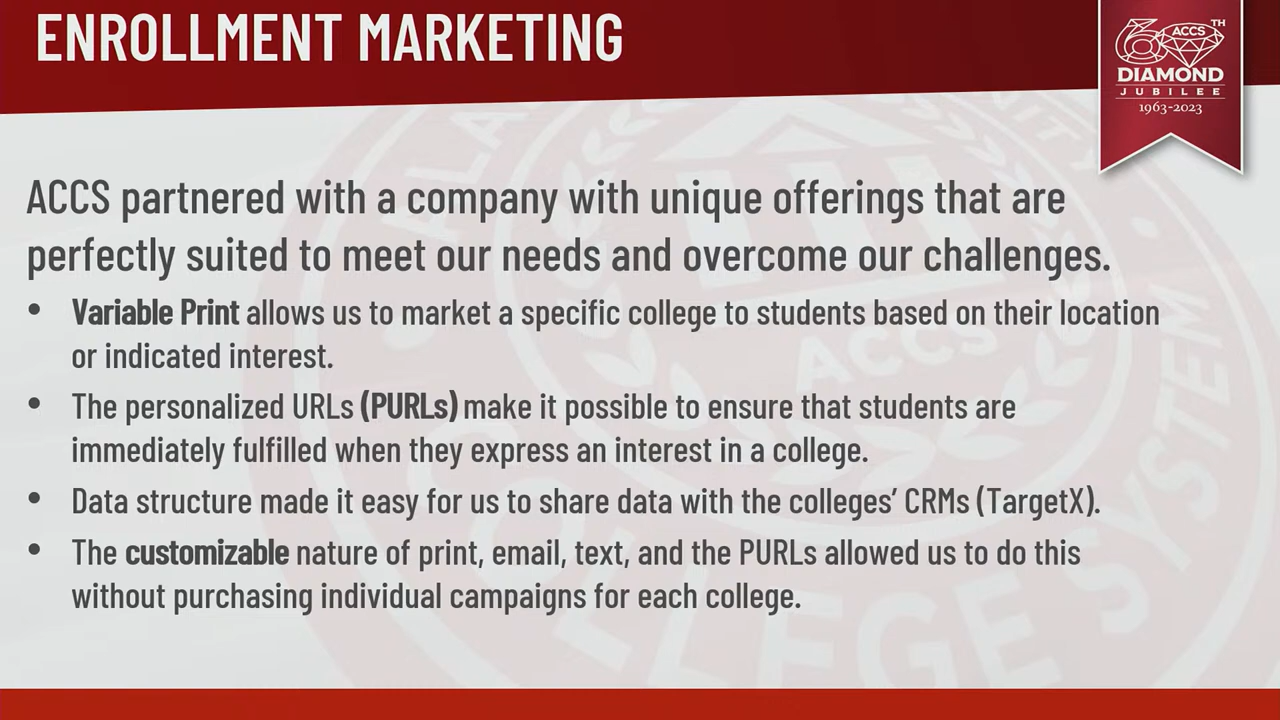 ENROLLMENT MARKETING
60TH
ACCS
DIAMOND
JUBILEE
1963-2023
ACCS partnered with a company with unique offerings that are
perfectly suited to meet our needs and overcome our challenges.
• Variable Print allows us to market a specific college to students based on their location
or indicated interest.
• The personalized URLs (PURLs) make it possible to ensure that students are
immediately fulfilled when they express an interest in a college.
• Data structure made it easy for us to share data with the colleges’ CRMs (TargetX).
• The customizable nature of print, email, text, and the PURLs allowed us to do this
without purchasing individual campaigns for each college.
ACCS
COLLEGE SYSTEM